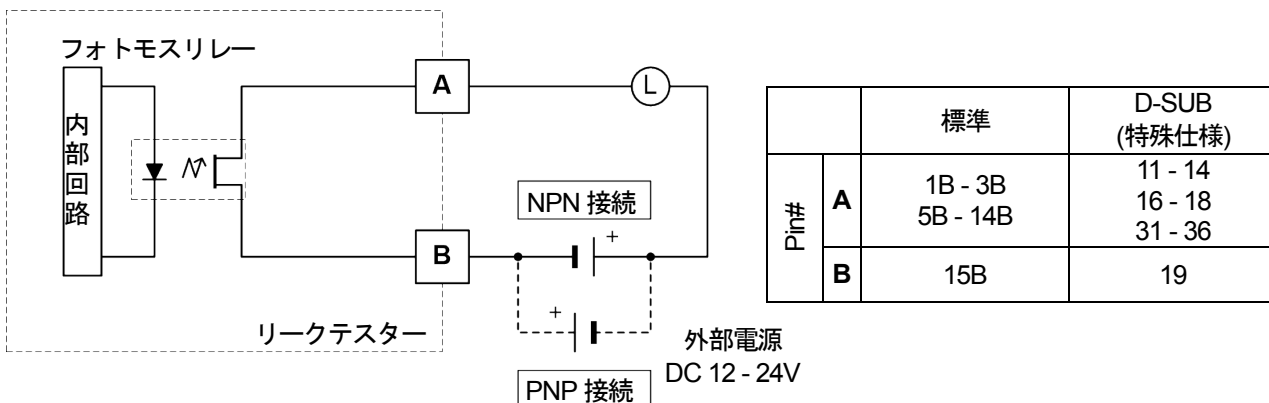 フォトモスリレー
内部回路
A
L
B
NPN 接続
+
+
リークテスター
外部電源
DC 12 - 24V
PNP 接続
標準
D-SUB
(特殊仕様)
Pin#
A
1B - 3B
5B - 14B
11 - 14
16 - 18
31 - 36
B
15B
19